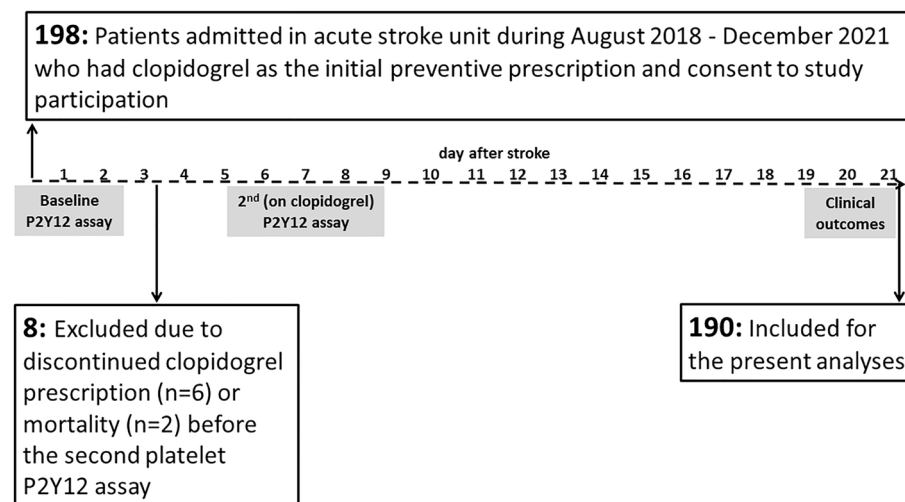 198: Patients admitted in acute stroke unit during August 2018 - December 2021
who had clopidogrel as the initial preventive prescription and consent to study
participation
day after stroke
1 2 3 4 5 6 7 8 9 10 11 12 13 14 15 16 17 18 19 20 21
Baseline
P2Y12 assay
2nd (on clopidogrel)
P2Y12 assay
Clinical
outcomes
8: Excluded due to
discontinued clopidogrel
prescription (n=6) or
mortality (n=2) before
the second platelet
P2Y12 assay
190: Included for
the present analyses